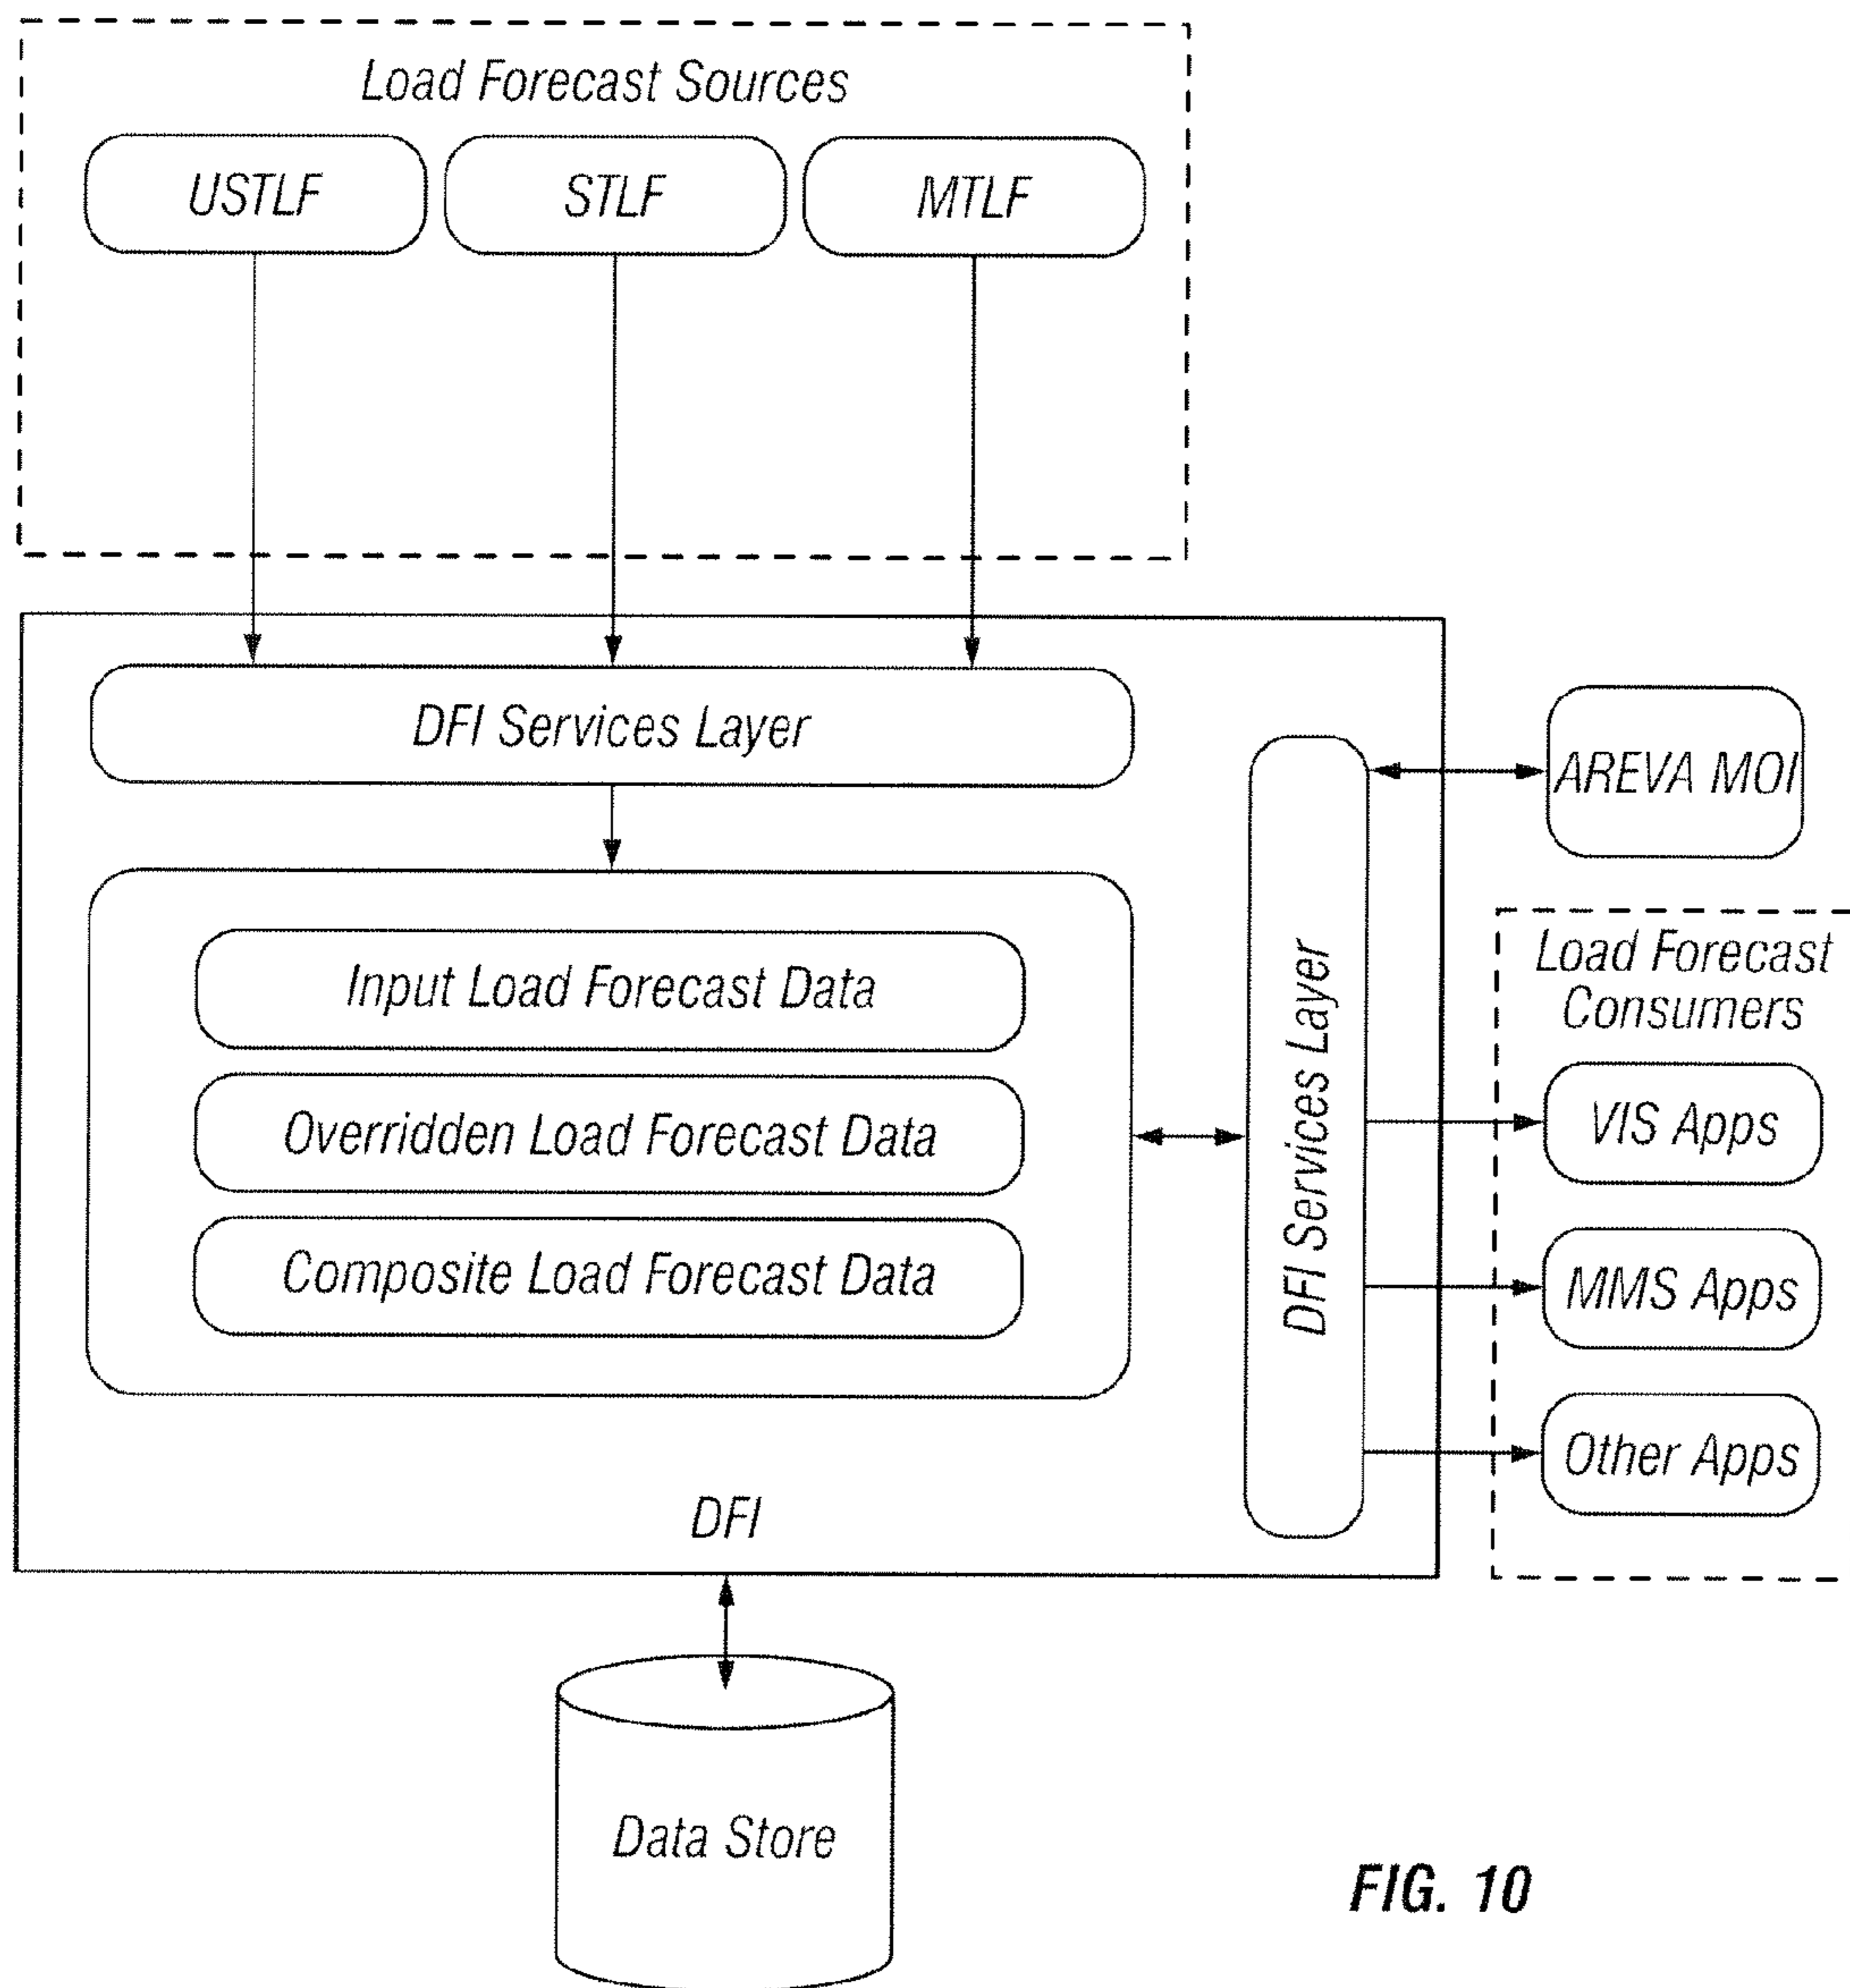 Load Forecast Sources
USTLF
STLF
MTLF
DFI Services Layer
Input Load Forecast Data
Overridden Load Forecast Data
Composite Load Forecast Data
DFI
DFI Services Layer
AREVA MOI
Load Forecast
Consumers
VIS Apps
MMS Apps
Other Apps
Data Store
FIG. 10